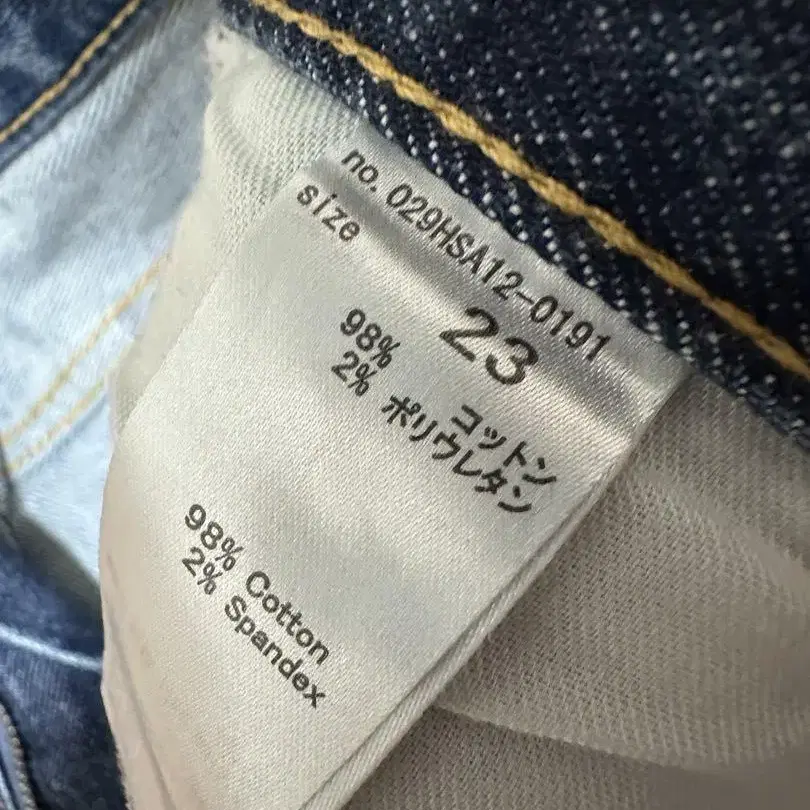 no. 029HSA12-0191
size 23
98% コットン
2% ポリウレタン
98% Cotton
2% Spandex